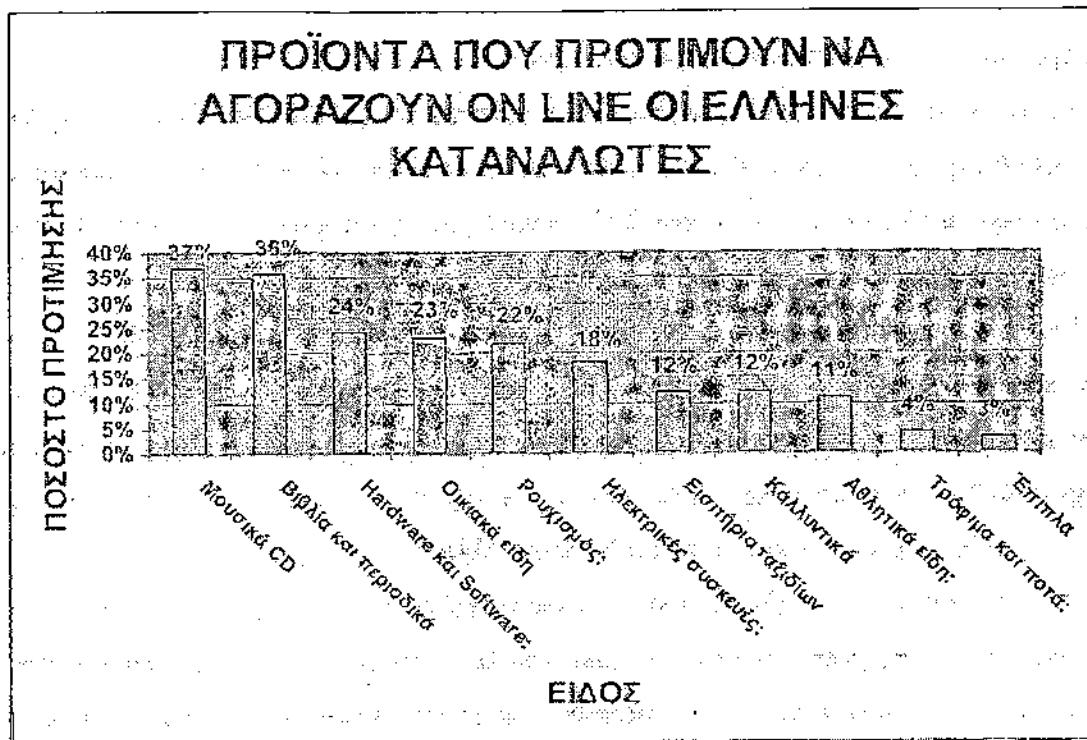 ΠΡΟΪΟΝΤΑ ΠΟΥ ΠΡΟΤΙΜΟΥΝ ΝΑ
ΑΓΟΡΑΖΟΥΝ ON LINE ΟΙ ΕΛΛΗΝΕΣ
ΚΑΤΑΝΑΛΩΤΕΣ
ΠΟΣΟΣΤΟ ΠΡΟΤΙΜΗΣΗΣ
40%
35%
30%
25%
20%
15%
10%
5%
0%
37%
36%
24%
23%
22%
18%
12%
12%
11%
4%
3%
Μουσικά CD
Βιβλία και περιοδικά
Hardware και Software:
Οικιακά είδη
Ρουχισμός:
Ηλεκτρικές συσκευές:
Εισιτήρια ταξιδίων
Καλλυντικά
Αθλητικά είδη:
Τρόφιμα και ποτά:
Έπιπλα
ΕΙΔΟΣ